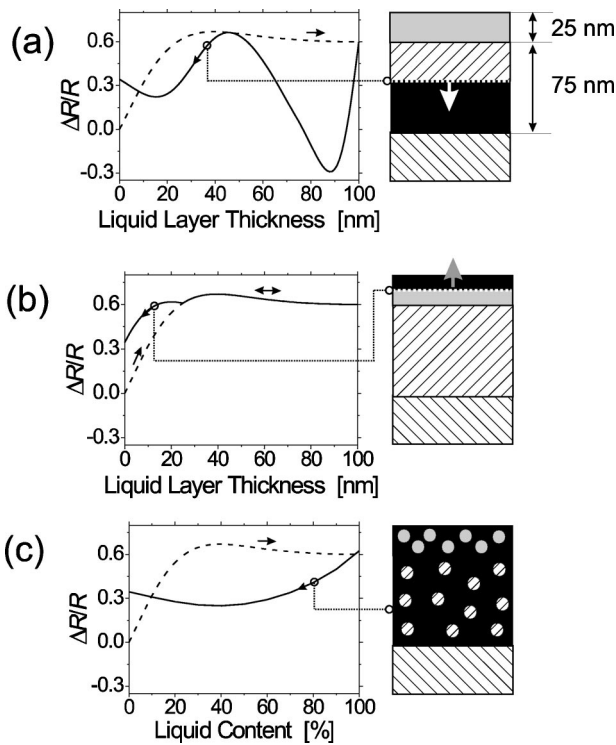 (a)
ΔR/R
0.6
0.3
0.0
-0.3
0 20 40 60 80 100
Liquid Layer Thickness [nm]
25 nm
75 nm
(b)
ΔR/R
0.6
0.3
0.0
-0.3
0 20 40 60 80 100
Liquid Layer Thickness [nm]
(c)
ΔR/R
0.6
0.3
0.0
-0.3
0 20 40 60 80 100
Liquid Content [%]